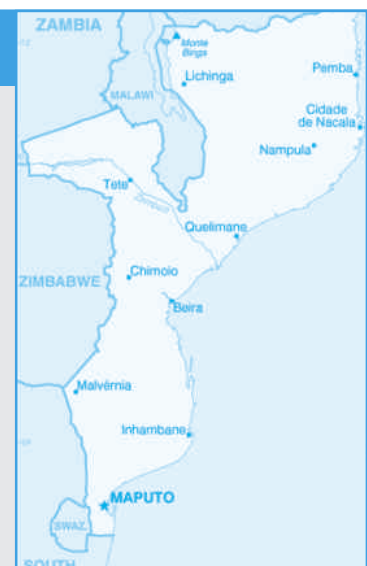 ZAMBIA
Monte
Binga
Lichinga
Pemba
MALAWI
Cidade
de Nacala
Nampula
Tete
Quelimane
Chimoio
ZIMBABWE
Beira
Malvérnia
Inhambane
MAPUTO
SWAZ.
SOUTH